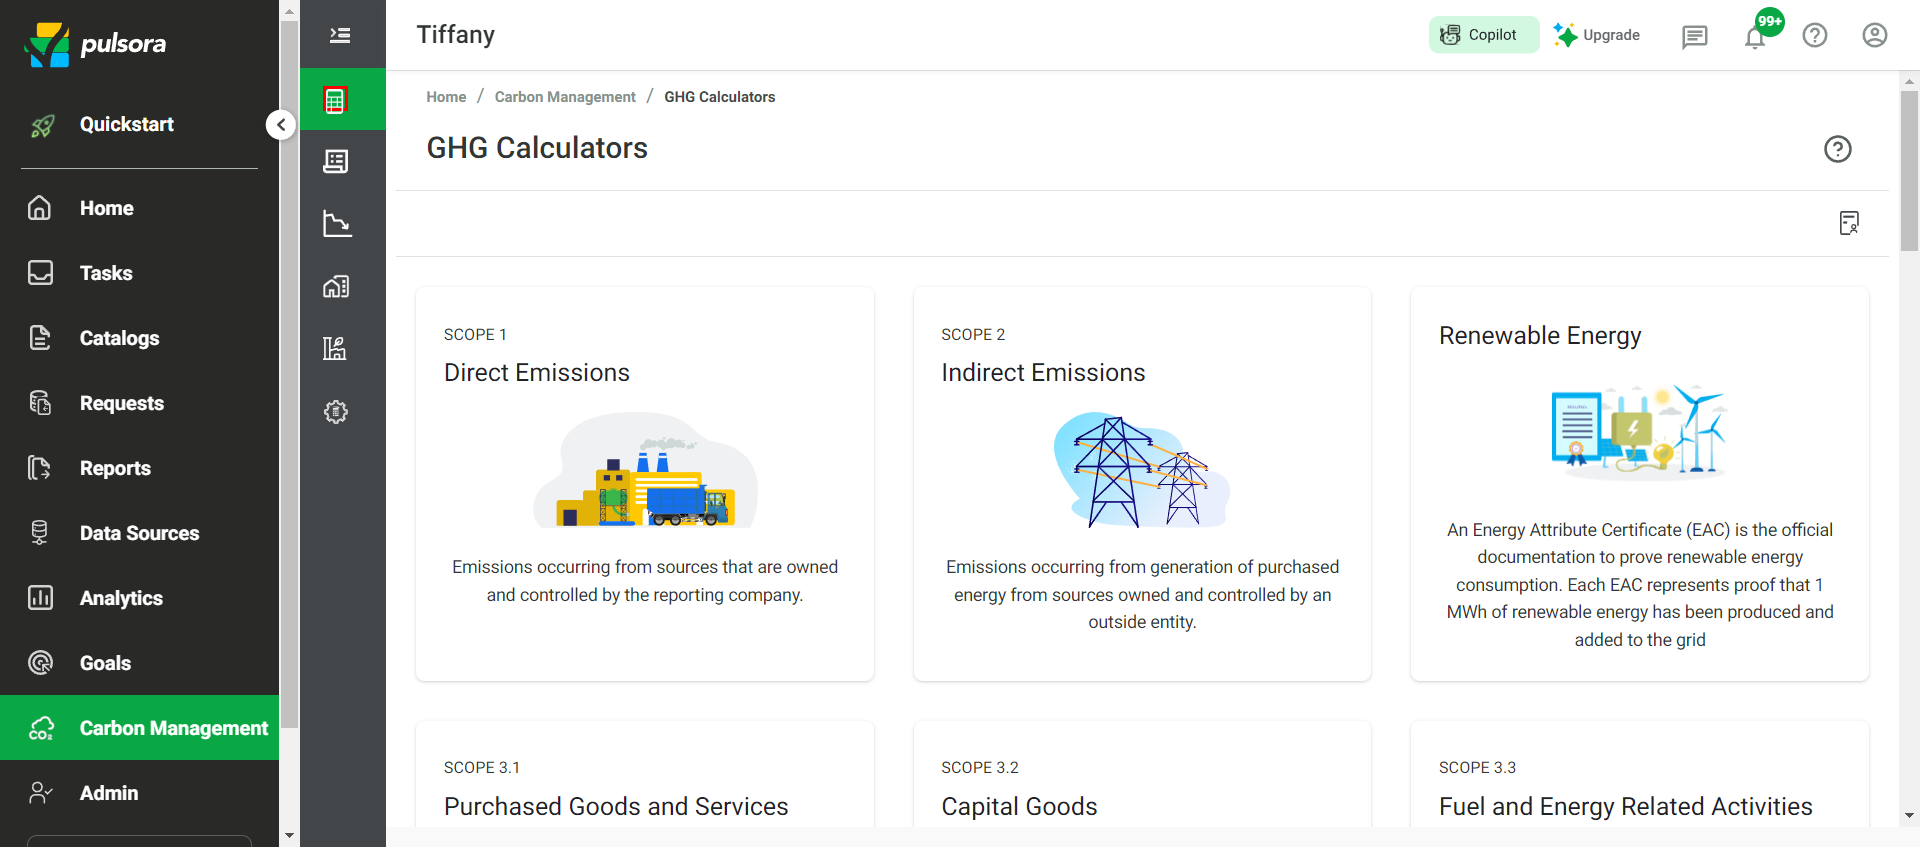 pulsora
Quickstart
Home
Tasks
Catalogs
Requests
Reports
Data Sources
Analytics
Goals
CO₂
Carbon Management
Admin
Tiffany
Copilot
Upgrade
99+
Home / Carbon Management / GHG Calculators
GHG Calculators
SCOPE 1
Direct Emissions
Emissions occurring from sources that are owned
and controlled by the reporting company.
SCOPE 2
Indirect Emissions
Emissions occurring from generation of purchased
energy from sources owned and controlled by an
outside entity.
Renewable Energy
An Energy Attribute Certificate (EAC) is the official
documentation to prove renewable energy
consumption. Each EAC represents proof that 1
MWh of renewable energy has been produced and
added to the grid
SCOPE 3.1
Purchased Goods and Services
SCOPE 3.2
Capital Goods
SCOPE 3.3
Fuel and Energy Related Activities